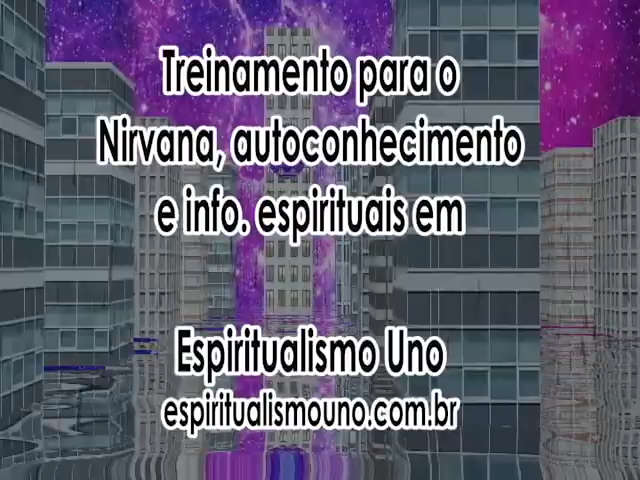 Treinamento para o
Nirvana, autoconhecimento
e info. espirituais em
Espiritualismo Uno
espiritualismouno.com.br